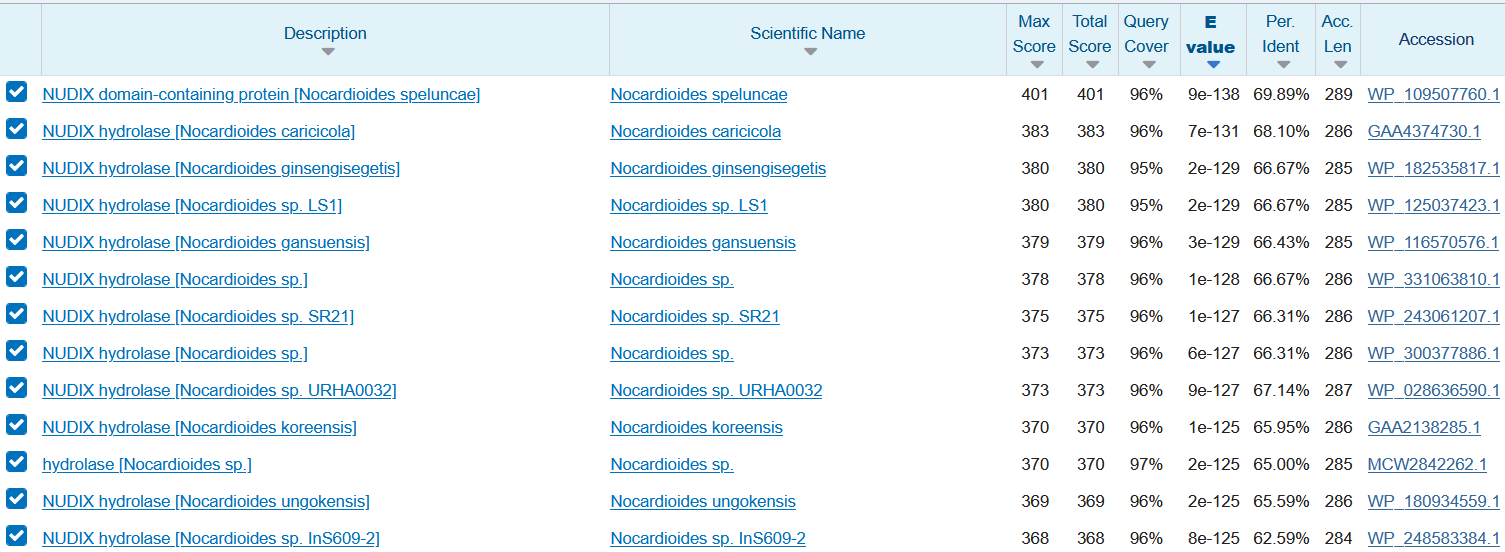 Description Scientific Name Max Score Total Score Query Cover E value Per. Ident Acc. Len Accession
NUDIX domain-containing protein [Nocardioides speluncae] Nocardioides speluncae 401 401 96% 9e-138 69.89% 289 WP_109507760.1
NUDIX hydrolase [Nocardioides caricicola] Nocardioides caricicola 383 383 96% 7e-131 68.10% 286 GAA4374730.1
NUDIX hydrolase [Nocardioides ginsengisegetis] Nocardioides ginsengisegetis 380 380 95% 2e-129 66.67% 285 WP_182535817.1
NUDIX hydrolase [Nocardioides sp. LS1] Nocardioides sp. LS1 380 380 95% 2e-129 66.67% 285 WP_125037423.1
NUDIX hydrolase [Nocardioides gansuensis] Nocardioides gansuensis 379 379 96% 3e-129 66.43% 285 WP_116570576.1
NUDIX hydrolase [Nocardioides sp.] Nocardioides sp. 378 378 96% 1e-128 66.67% 286 WP_331063810.1
NUDIX hydrolase [Nocardioides sp. SR21] Nocardioides sp. SR21 375 375 96% 1e-127 66.31% 286 WP_243061207.1
NUDIX hydrolase [Nocardioides sp.] Nocardioides sp. 373 373 96% 6e-127 66.31% 286 WP_300377886.1
NUDIX hydrolase [Nocardioides sp. URHA0032] Nocardioides sp. URHA0032 373 373 96% 9e-127 67.14% 287 WP_028636590.1
NUDIX hydrolase [Nocardioides koreensis] Nocardioides koreensis 370 370 96% 1e-125 65.95% 286 GAA2138285.1
hydrolase [Nocardioides sp.] Nocardioides sp. 370 370 97% 2e-125 65.00% 285 MCW2842262.1
NUDIX hydrolase [Nocardioides ungokensis] Nocardioides ungokensis 369 369 96% 2e-125 65.59% 286 WP_180934559.1
NUDIX hydrolase [Nocardioides sp. InS609-2] Nocardioides sp. InS609-2 368 368 96% 8e-125 62.59% 284 WP_248583384.1